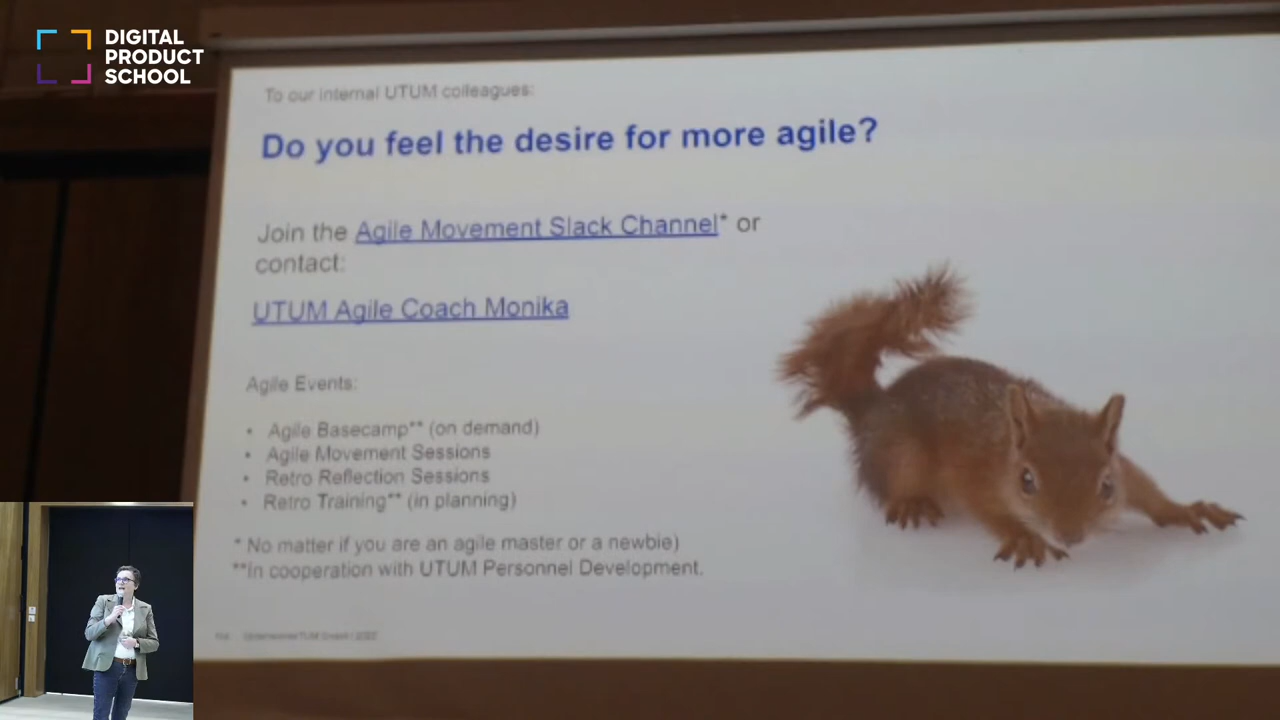 DIGITAL
PRODUCT
SCHOOL
To our internal UTUM colleagues:
Do you feel the desire for more agile?
Join the Agile Movement Slack Channel* or
contact:
UTUM Agile Coach Monika
Agile Events:
• Agile Basecamp** (on demand)
• Agile Movement Sessions
• Retro Reflection Sessions
• Retro Training** (in planning)
* No matter if you are an agile master or a newbie)
**In cooperation with UTUM Personnel Development.